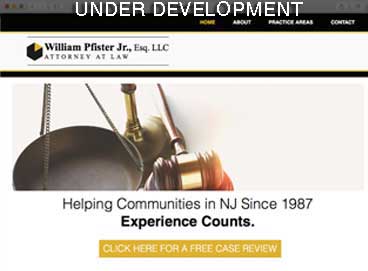 UNDER DEVELOPMENT
HOME ABOUT PRACTICE AREAS CONTACT
William Pfister Jr., Esq. LLC
ATTORNEY AT LAW
Helping Communities in NJ Since 1987
Experience Counts.
CLICK HERE FOR A FREE CASE REVIEW